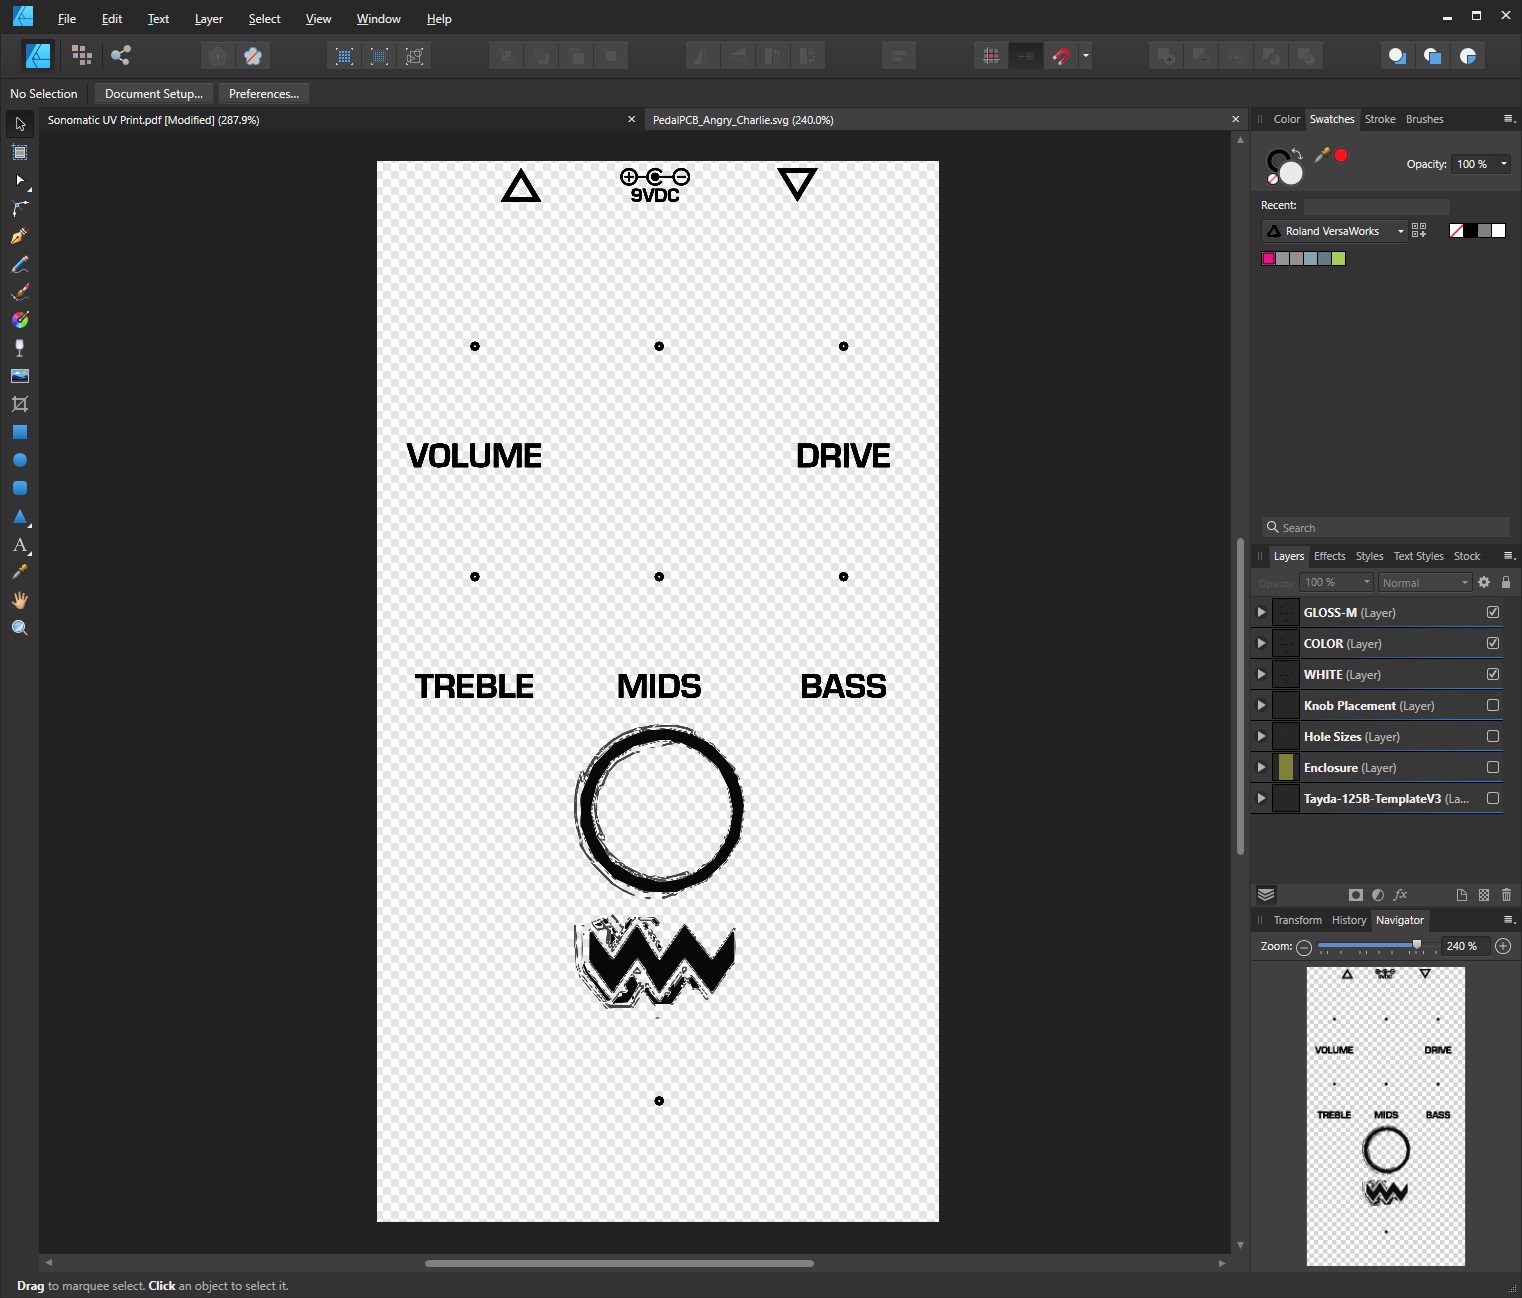 File Edit Text Layer Select View Window Help
No Selection Document Setup... Preferences...
Sonomatic UV Print.pdf [Modified] (287.9%)
PedalPCB_Angry_Charlie.svg (240.0%)
Color Swatches Stroke Brushes
Opacity: 100 %
Recent:
Roland VersaWorks
9VDC
VOLUME DRIVE
TREBLE MIDS BASS
Search
Layers Effects Styles Text Styles Stock
Opacity: 100 % Normal
GLOSS-M (Layer)
COLOR (Layer)
WHITE (Layer)
Knob Placement (Layer)
Hole Sizes (Layer)
Enclosure (Layer)
Tayda-125B-TemplateV3 (La...
Transform History Navigator
Zoom: 240 %
9VDC
VOLUME DRIVE
TREBLE MIDS BASS
Drag to marquee select. Click an object to select it.